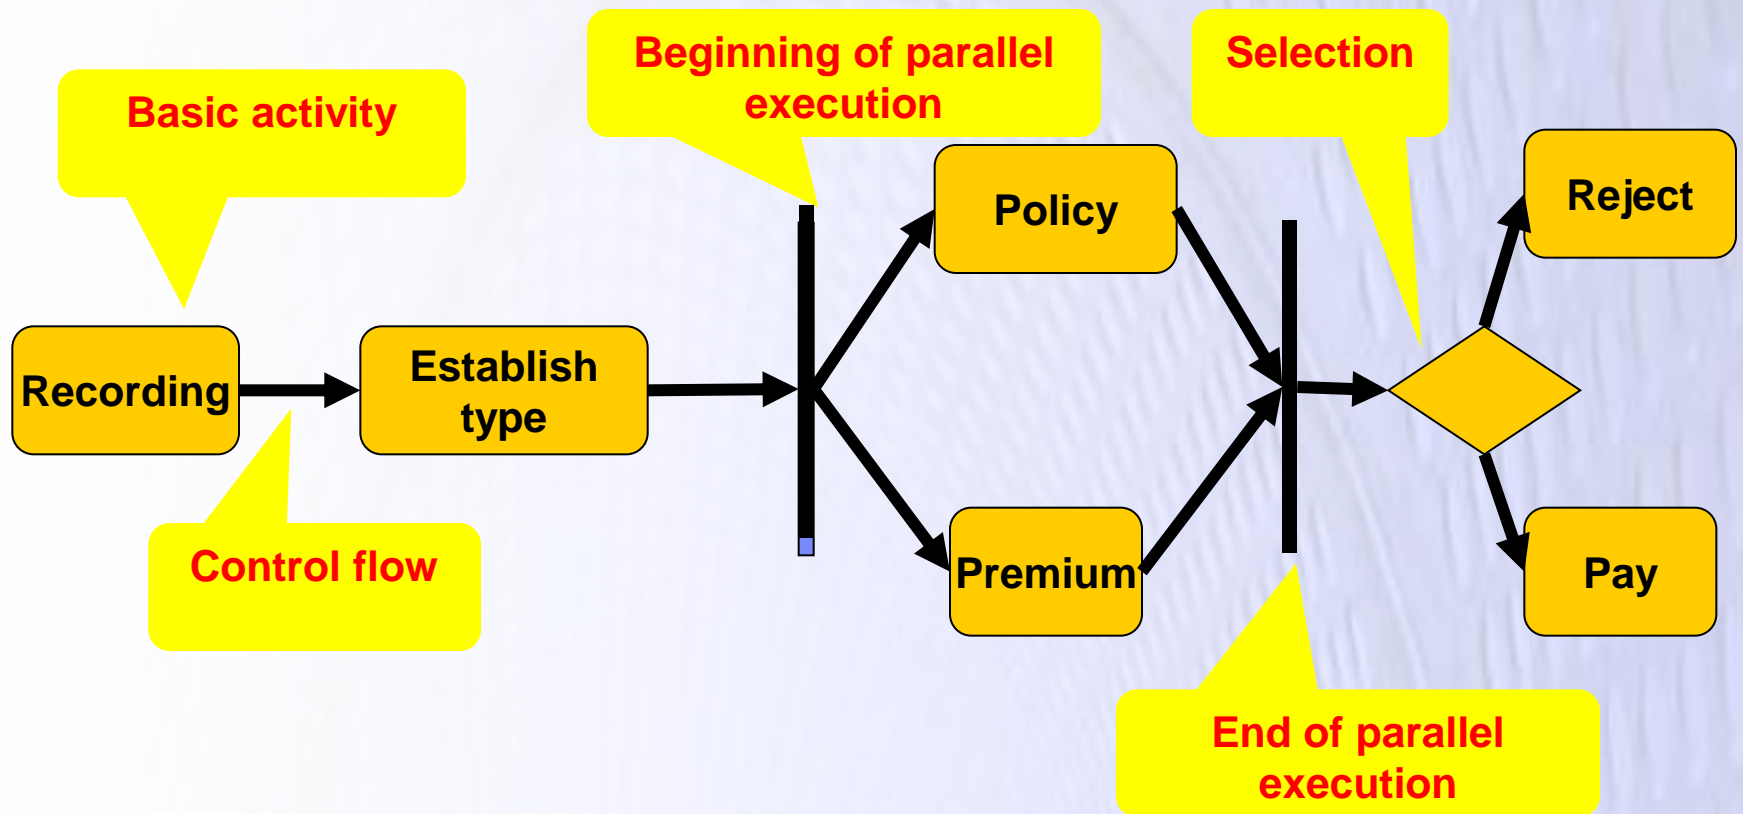 Beginning of parallel
execution
Selection
Basic activity
Policy
Reject
Recording
Establish
type
Control flow
Premium
Pay
End of parallel
execution